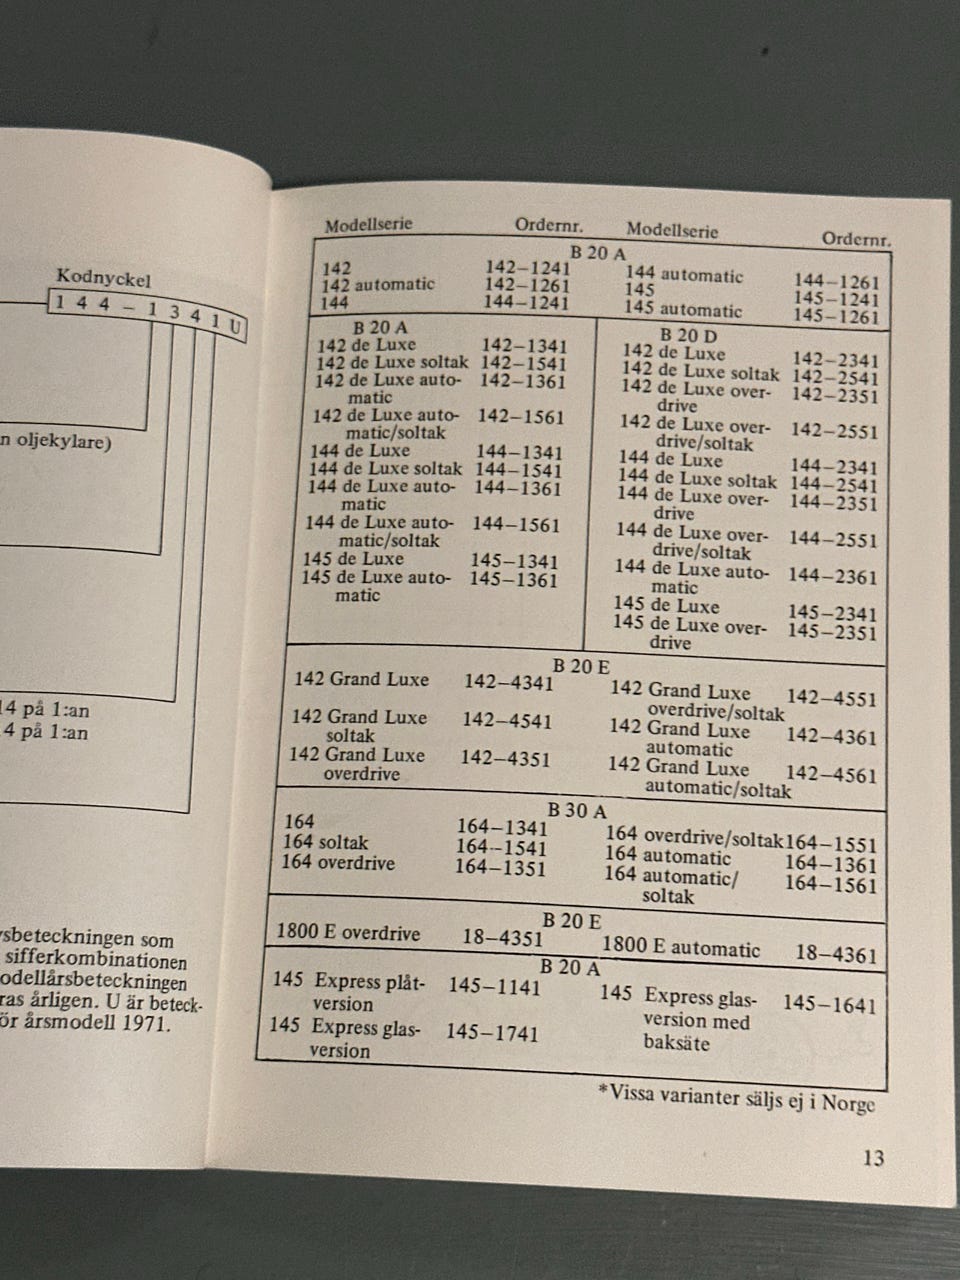 Kodnyckel
1 4 4 – 1 3 4 1 U
n oljekylare)
14 på 1:an
4 på 1:an
sbeteckningen som
sifferkombinationen
odellårsbeteckningen
ras årligen. U är beteck-
ör årsmodell 1971.
Modellserie Ordernr. Modellserie Ordernr.
B 20 A
142 142–1241 144 automatic 144–1261
142 automatic 142–1261 145 145–1241
144 144–1241 145 automatic 145–1261
B 20 A
142 de Luxe 142–1341
142 de Luxe soltak 142–1541
142 de Luxe auto- 142–1361
matic
142 de Luxe auto- 142–1561
matic/soltak
144 de Luxe 144–1341
144 de Luxe soltak 144–1541
144 de Luxe auto- 144–1361
matic
144 de Luxe auto- 144–1561
matic/soltak
145 de Luxe 145–1341
145 de Luxe auto- 145–1361
matic
B 20 D
142 de Luxe 142–2341
142 de Luxe soltak 142–2541
142 de Luxe over- 142–2351
drive
142 de Luxe over- 142–2551
drive/soltak
144 de Luxe 144–2341
144 de Luxe soltak 144–2541
144 de Luxe over- 144–2351
drive
144 de Luxe over- 144–2551
drive/soltak
144 de Luxe auto- 144–2361
matic
145 de Luxe 145–2341
145 de Luxe over- 145–2351
drive
B 20 E
142 Grand Luxe 142–4341
142 Grand Luxe 142–4541
soltak
142 Grand Luxe 142–4351
overdrive
142 Grand Luxe 142–4551
overdrive/soltak
142 Grand Luxe 142–4361
automatic
142 Grand Luxe 142–4561
automatic/soltak
B 30 A
164 164–1341
164 soltak 164–1541
164 overdrive 164–1351
164 overdrive/soltak 164–1551
164 automatic 164–1361
164 automatic/ 164–1561
soltak
B 20 E
1800 E overdrive 18–4351 1800 E automatic 18–4361
B 20 A
145 Express plåt- 145–1141
version
145 Express glas- 145–1741
version
145 Express glas- 145–1641
version med
baksäte
*Vissa varianter säljs ej i Norge
13